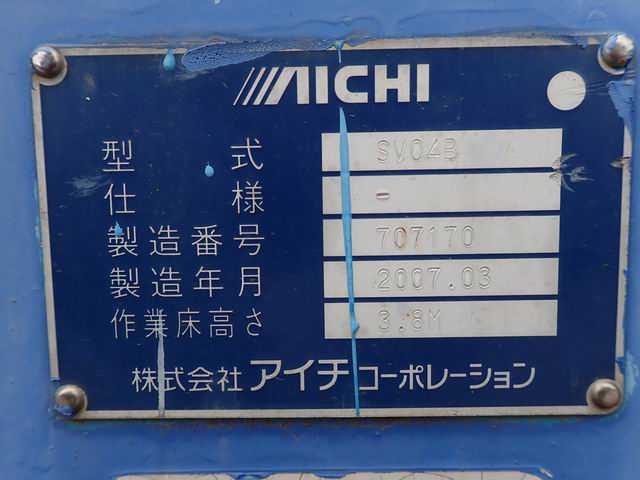 AICHI
型式 SV04B
仕様 -
製造番号 707170
製造年月 2007.03
作業床高さ 3.8M
株式会社 アイチ コーポレーション